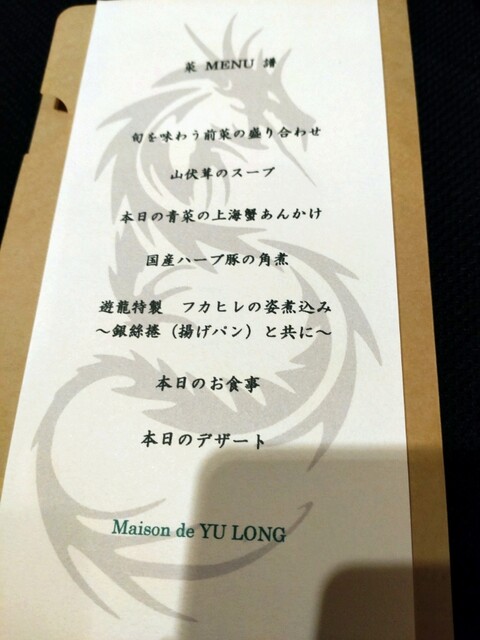 菜 MENU 譜
旬を味わう前菜の盛り合わせ
山伏茸のスープ
本日の青菜の上海蟹あんかけ
国産ハーブ豚の角煮
遊龍特製　フカヒレの姿煮込み
～銀絲捲（揚げパン）と共に～
本日のお食事
本日のデザート
Maison de YU LONG